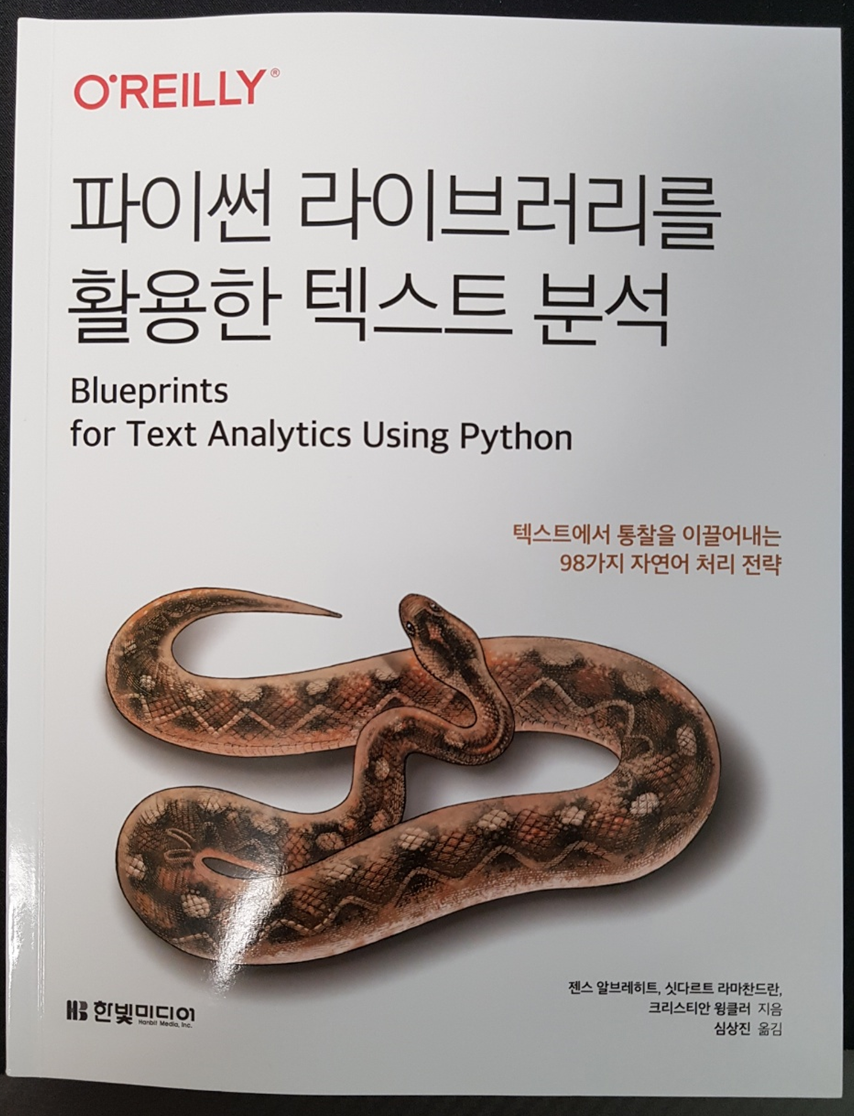 O'REILLY®
파이썬 라이브러리를
활용한 텍스트 분석
Blueprints
for Text Analytics Using Python
텍스트에서 통찰을 이끌어내는
98가지 자연어 처리 전략
젠스 알브레히트, 싯다르트 라마찬드란,
크리스티안 윙클러 지음
심상진 옮김
HB 한빛미디어
Hanbit Media, Inc.